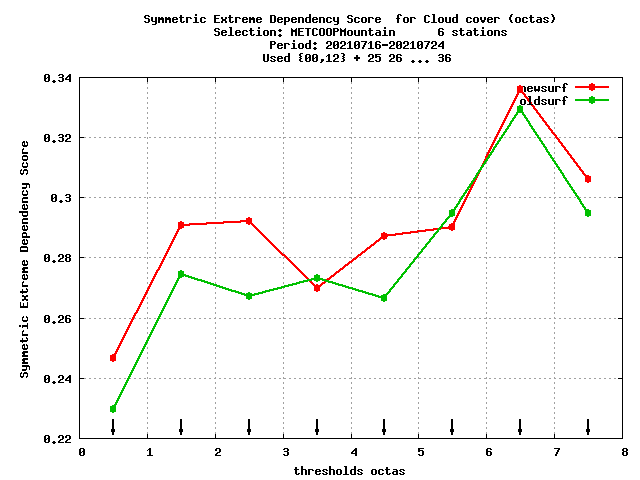 Symmetric Extreme Dependency Score  for Cloud cover (octas)
Selection: METCOOPMountain      6 stations
Period: 20210716-20210724
Used {00,12} + 25 26 ... 36
newsurf
oldsurf
Symmetric Extreme Dependency Score
0.34
0.32
0.3
0.28
0.26
0.24
0.22
0 1 2 3 4 5 6 7 8
thresholds octas